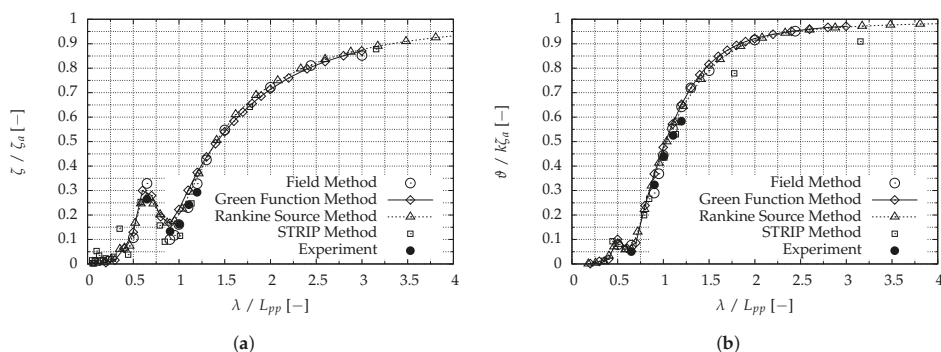 1
0.9
0.8
0.7
0.6
0.5
0.4
0.3
0.2
0.1
0
ζ / ζa [−]
0 0.5 1 1.5 2 2.5 3 3.5 4
λ / Lpp [−]
Field Method
Green Function Method
Rankine Source Method
STRIP Method
Experiment
(a)
1
0.9
0.8
0.7
0.6
0.5
0.4
0.3
0.2
0.1
0
ϑ / kζa [−]
0 0.5 1 1.5 2 2.5 3 3.5 4
λ / Lpp [−]
Field Method
Green Function Method
Rankine Source Method
STRIP Method
Experiment
(b)